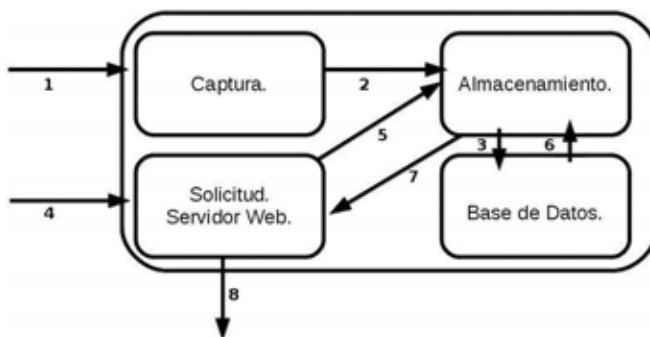 Captura.
Almacenamiento.
1
2
5
3
6
4
7
Solicitud.
Servidor Web.
Base de Datos.
8